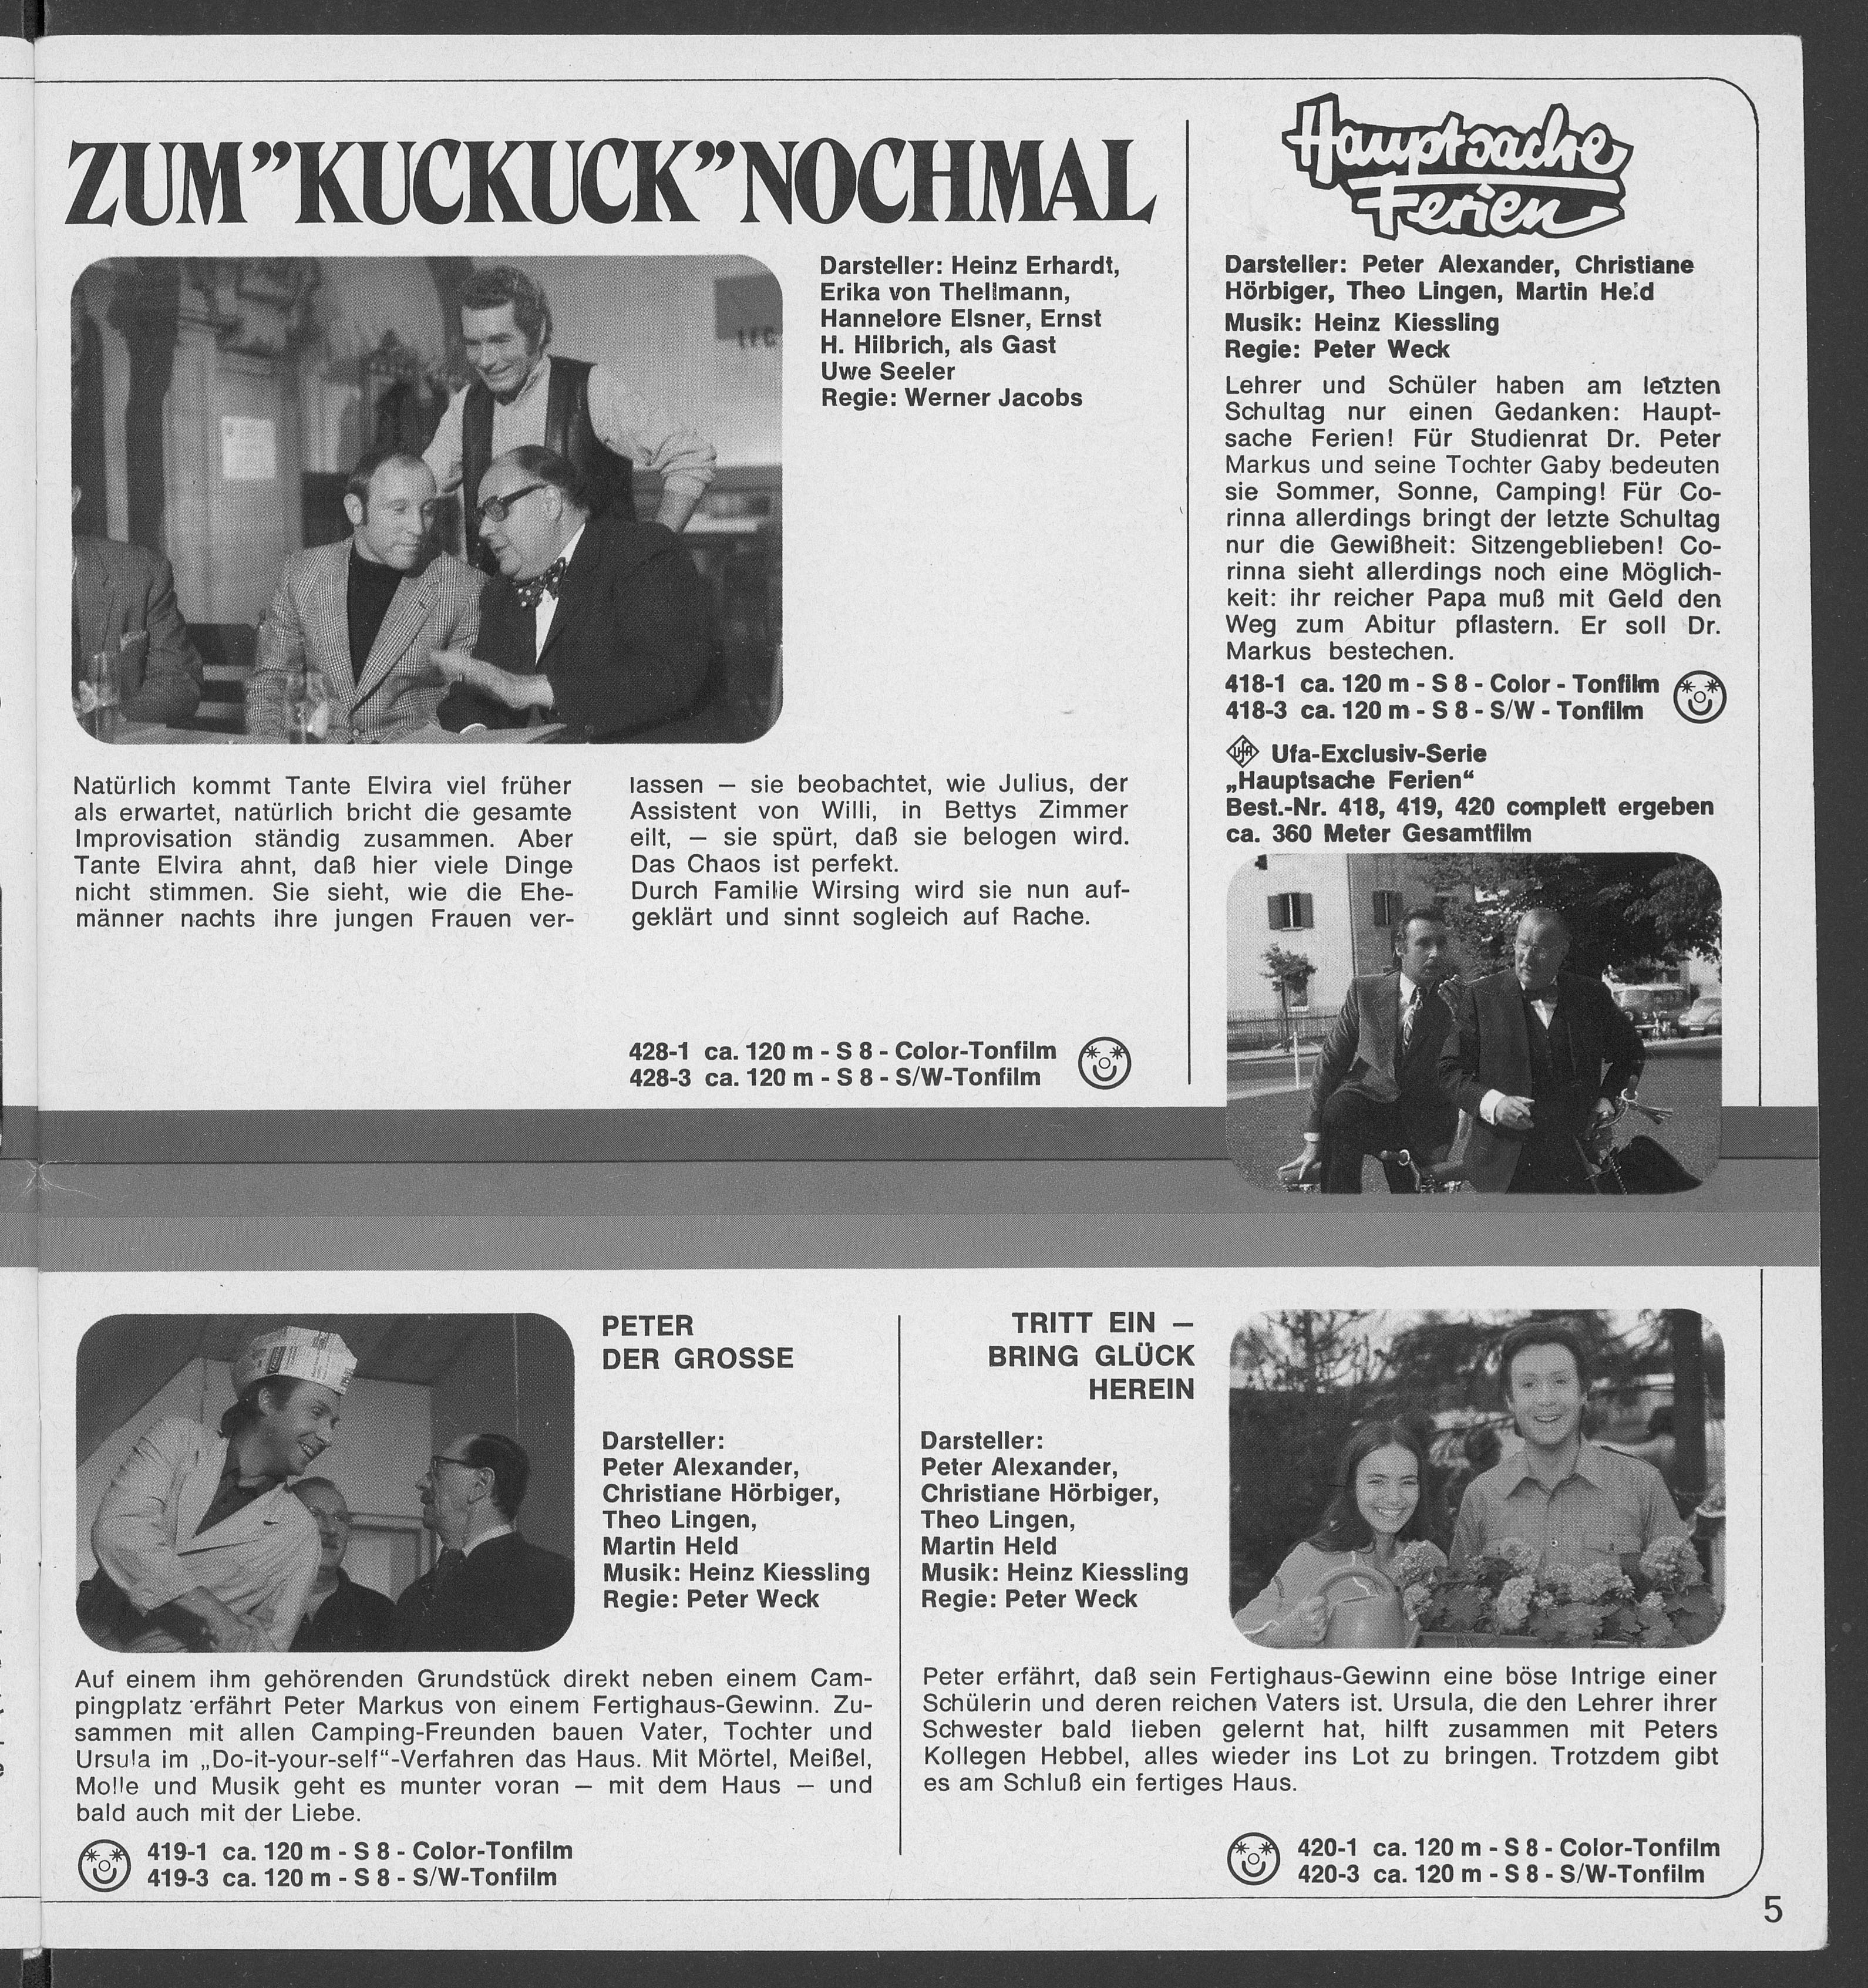 ZUM”KUCKUCK”NOCHMAL
Darsteller: Heinz Erhardt,
Erika von Thellmann,
Hannelore Elsner, Ernst
H. Hilbrich, als Gast
Uwe Seeler
Regie: Werner Jacobs
Natürlich kommt Tante Elvira viel früher
als erwartet, natürlich bricht die gesamte
Improvisation ständig zusammen. Aber
Tante Elvira ahnt, daß hier viele Dinge
nicht stimmen. Sie sieht, wie die Ehe-
männer nachts ihre jungen Frauen ver-
lassen — sie beobachtet, wie Julius, der
Assistent von Willi, in Bettys Zimmer
eilt, — sie spürt, daß sie belogen wird.
Das Chaos ist perfekt.
Durch Familie Wirsing wird sie nun auf-
geklärt und sinnt sogleich auf Rache.
428-1 ca. 120 m - S 8 - Color-Tonfilm
428-3 ca. 120 m - S 8 - S/W-Tonfilm
Hauptsache
Ferien
Darsteller: Peter Alexander, Christiane
Hörbiger, Theo Lingen, Martin Held
Musik: Heinz Kiessling
Regie: Peter Weck
Lehrer und Schüler haben am letzten
Schultag nur einen Gedanken: Haupt-
sache Ferien! Für Studienrat Dr. Peter
Markus und seine Tochter Gaby bedeuten
sie Sommer, Sonne, Camping! Für Co-
rinna allerdings bringt der letzte Schultag
nur die Gewißheit: Sitzengeblieben! Co-
rinna sieht allerdings noch eine Möglich-
keit: ihr reicher Papa muß mit Geld den
Weg zum Abitur pflastern. Er soll Dr.
Markus bestechen.
418-1 ca. 120 m - S 8 - Color - Tonfilm
418-3 ca. 120 m - S 8 - S/W - Tonfilm
Ufa Ufa-Exclusiv-Serie
„Hauptsache Ferien“
Best.-Nr. 418, 419, 420 complett ergeben
ca. 360 Meter Gesamtfilm
PETER
DER GROSSE
Darsteller:
Peter Alexander,
Christiane Hörbiger,
Theo Lingen,
Martin Held
Musik: Heinz Kiessling
Regie: Peter Weck
Auf einem ihm gehörenden Grundstück direkt neben einem Cam-
pingplatz erfährt Peter Markus von einem Fertighaus-Gewinn. Zu-
sammen mit allen Camping-Freunden bauen Vater, Tochter und
Ursula im „Do-it-your-self“-Verfahren das Haus. Mit Mörtel, Meißel,
Molle und Musik geht es munter voran — mit dem Haus — und
bald auch mit der Liebe.
419-1 ca. 120 m - S 8 - Color-Tonfilm
419-3 ca. 120 m - S 8 - S/W-Tonfilm
TRITT EIN —
BRING GLÜCK
HEREIN
Darsteller:
Peter Alexander,
Christiane Hörbiger,
Theo Lingen,
Martin Held
Musik: Heinz Kiessling
Regie: Peter Weck
Peter erfährt, daß sein Fertighaus-Gewinn eine böse Intrige einer
Schülerin und deren reichen Vaters ist. Ursula, die den Lehrer ihrer
Schwester bald lieben gelernt hat, hilft zusammen mit Peters
Kollegen Hebbel, alles wieder ins Lot zu bringen. Trotzdem gibt
es am Schluß ein fertiges Haus.
420-1 ca. 120 m - S 8 - Color-Tonfilm
420-3 ca. 120 m - S 8 - S/W-Tonfilm
5